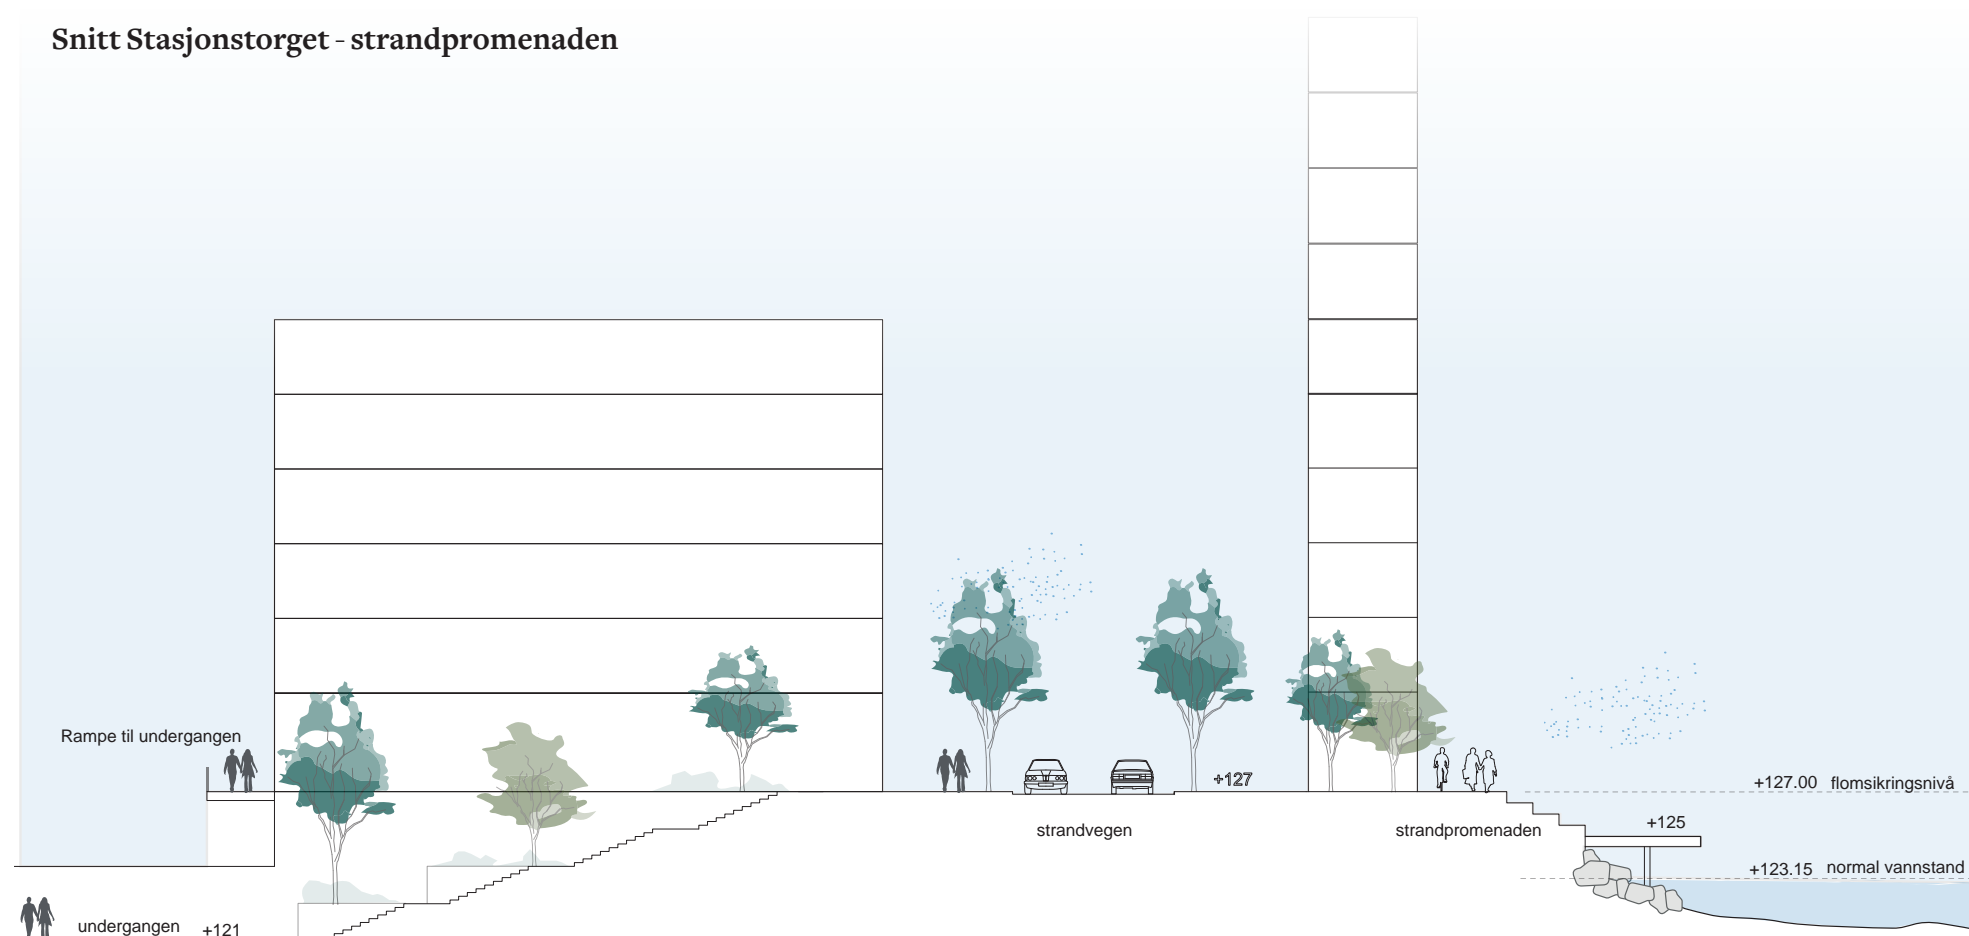 Snitt Stasjonstorget - strandpromenaden
Rampe til undergangen
+127
+127.00 flomsikringsnivå
strandvegen
strandpromenaden
+125
+123.15 normal vannstand
undergangen +121